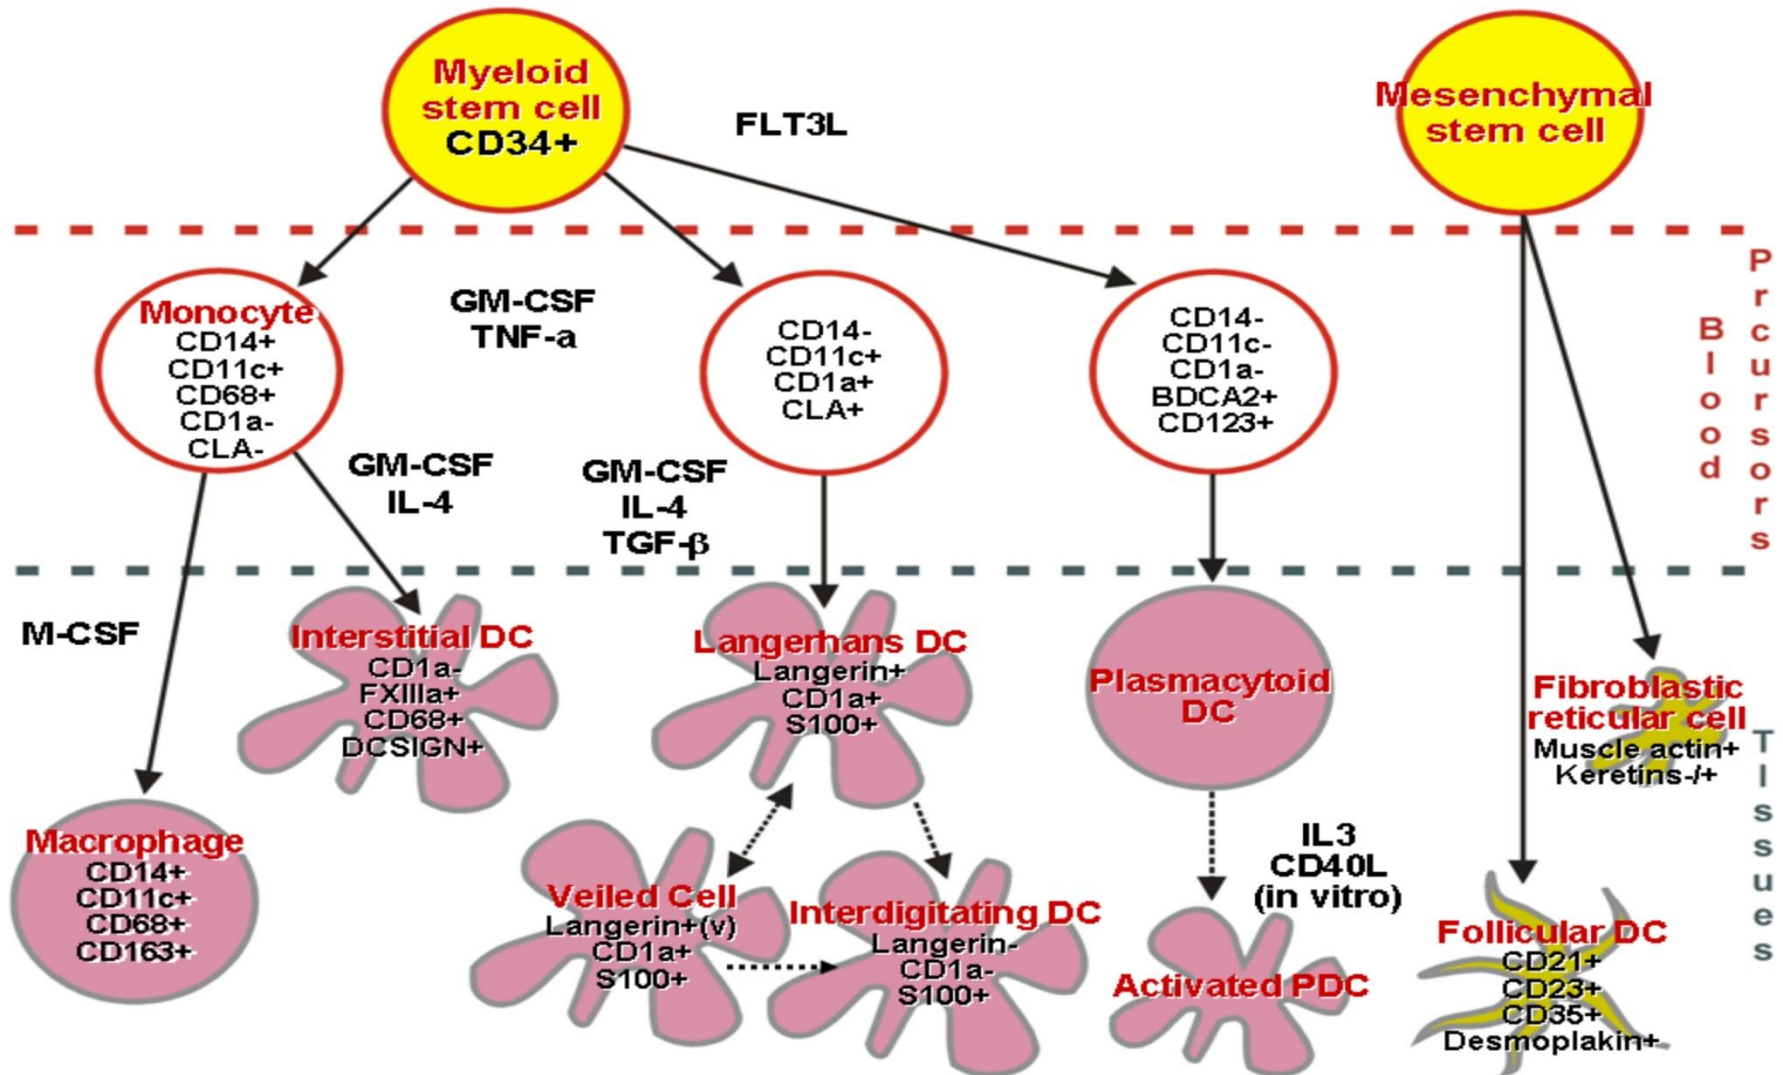 Myeloid
stem cell
CD34+
FLT3L
Mesenchymal
stem cell
Monocyte
CD14+
CD11c+
CD68+
CD1a-
CLA-
GM-CSF
TNF-a
CD14-
CD11c+
CD1a+
CLA+
CD14-
CD11c-
CD1a-
BDCA2+
CD123+
Blood
Prcursors
GM-CSF
IL-4
GM-CSF
IL-4
TGF-β
M-CSF
Interstitial DC
CD1a-
FXIIIa+
CD68+
DCSIGN+
Langerhans DC
Langerin+
CD1a+
S100+
Plasmacytoid
DC
Fibroblastic
reticular cell
Muscle actin+
Keretins-/+
TIssues
Macrophage
CD14+
CD11c+
CD68+
CD163+
Veiled Cell
Langerin+(v)
CD1a+
S100+
Interdigitating DC
Langerin-
CD1a-
S100+
IL3
CD40L
(in vitro)
Activated PDC
Follicular DC
CD21+
CD23+
CD35+
Desmoplakin+